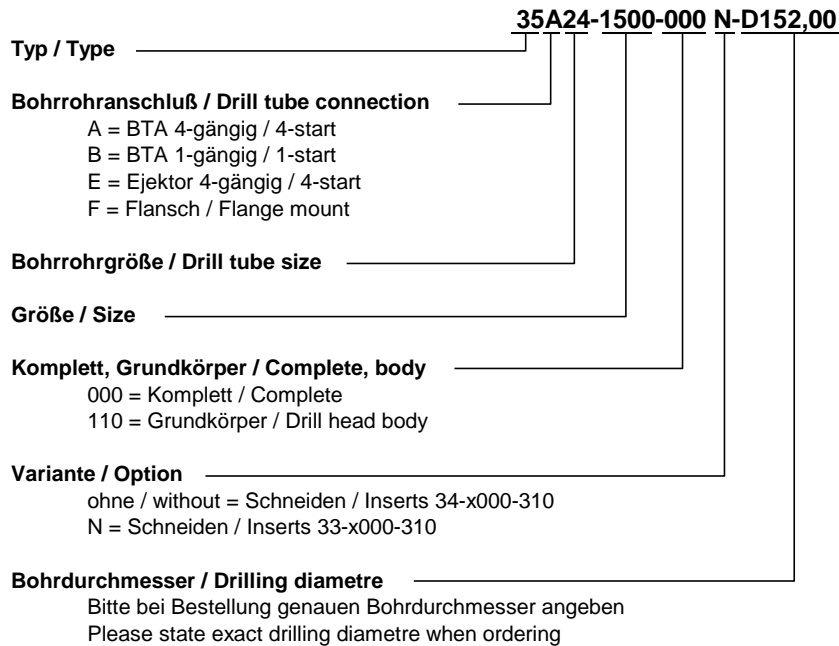 35A24-1500-000 N-D152,00
Typ / Type
Bohrrohranschluß / Drill tube connection
A = BTA 4-gängig / 4-start
B = BTA 1-gängig / 1-start
E = Ejektor 4-gängig / 4-start
F = Flansch / Flange mount
Bohrrohrgröße / Drill tube size
Größe / Size
Komplett, Grundkörper / Complete, body
000 = Komplett / Complete
110 = Grundkörper / Drill head body
Variante / Option
ohne / without = Schneiden / Inserts 34-x000-310
N = Schneiden / Inserts 33-x000-310
Bohrdurchmesser / Drilling diametre
Bitte bei Bestellung genauen Bohrdurchmesser angeben
Please state exact drilling diametre when ordering